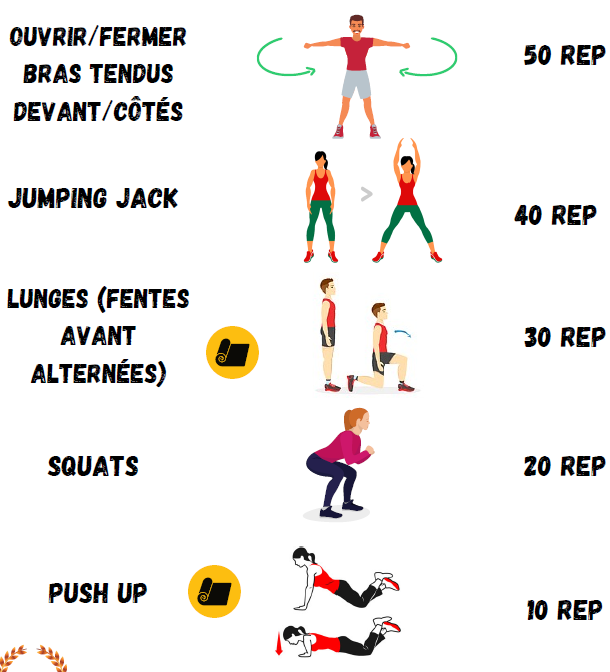 OUVRIR/FERMER
BRAS TENDUS
DEVANT/CÔTÉS
50 REP
JUMPING JACK
>
40 REP
LUNGES (FENTES
AVANT
ALTERNÉES)
30 REP
SQUATS
20 REP
PUSH UP
10 REP